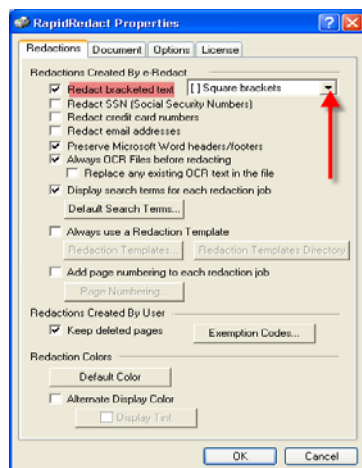 RapidRedact Properties
Redactions Document Options License
Redactions Created By e-Redact
Redact bracketed text [ ] Square brackets
Redact SSN (Social Security Numbers)
Redact credit card numbers
Redact email addresses
Preserve Microsoft Word headers/footers
Always OCR Files before redacting
Replace any existing OCR text in the file
Display search terms for each redaction job
Default Search Terms...
Always use a Redaction Template
Redaction Templates... Redaction Templates Directory
Add page numbering to each redaction job
Page Numbering...
Redactions Created By User
Keep deleted pages Exemption Codes...
Redaction Colors
Default Color
Alternate Display Color
Display Tint
OK Cancel